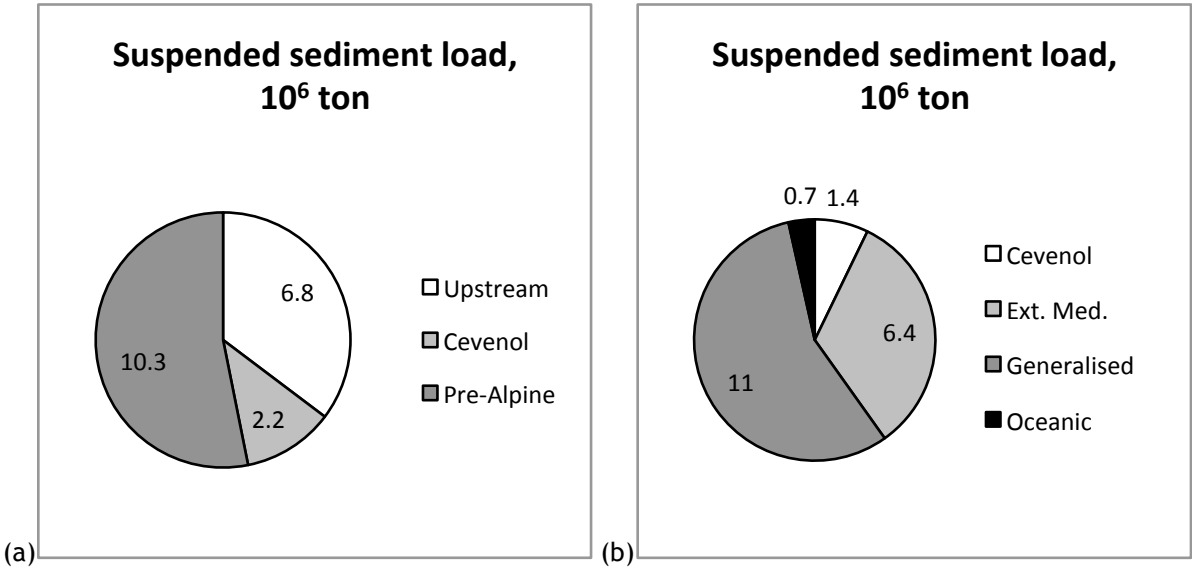 Suspended sediment load,
10⁶ ton
6.8
10.3
2.2
Upstream
Cevenol
Pre-Alpine
(a)
Suspended sediment load,
10⁶ ton
0.7 1.4
6.4
11
Cevenol
Ext. Med.
Generalised
Oceanic
(b)